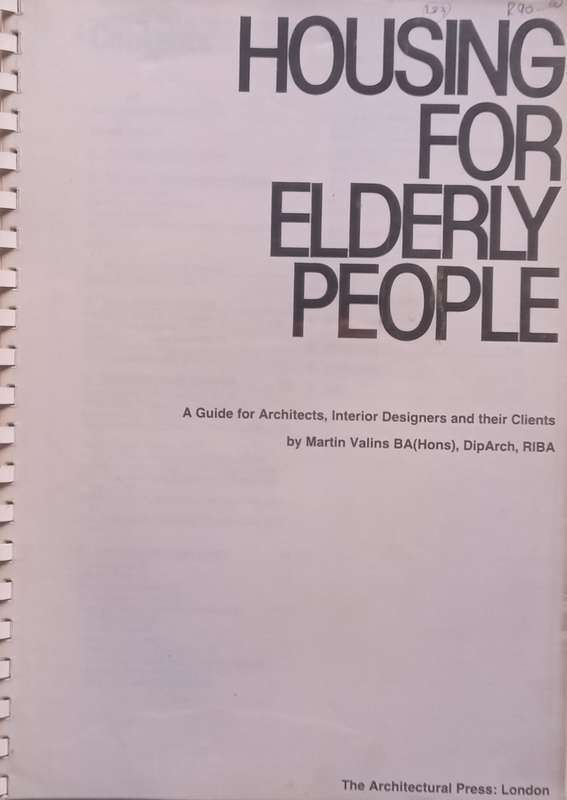 R90
HOUSING
FOR
ELDERLY
PEOPLE
A Guide for Architects, Interior Designers and their Clients
by Martin Valins BA(Hons), DipArch, RIBA
The Architectural Press: London